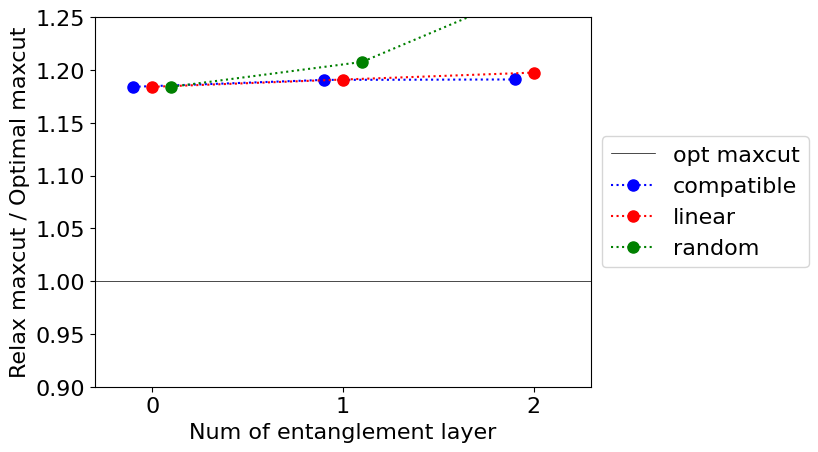 Relax maxcut / Optimal maxcut
1.25
1.20
1.15
1.10
1.05
1.00
0.95
0.90
0
1
2
Num of entanglement layer
opt maxcut
compatible
linear
random